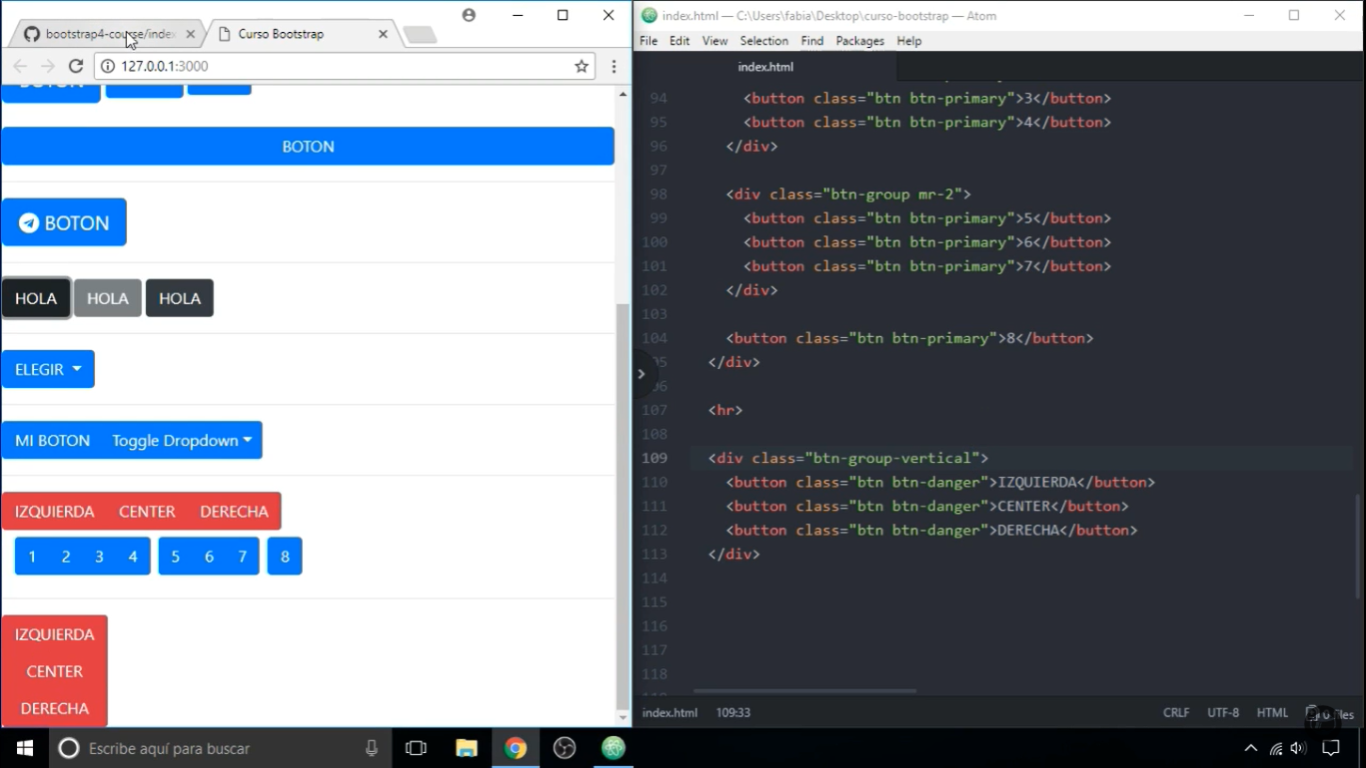 bootstrap4-course/index
Curso Bootstrap
127.0.0.1:3000
BOTON
BOTON
BOTON
HOLA HOLA HOLA
ELEGIR
MI BOTON Toggle Dropdown
IZQUIERDA CENTER DERECHA
1 2 3 4 5 6 7 8
IZQUIERDA
CENTER
DERECHA
index.html — C:\Users\fabia\Desktop\curso-bootstrap — Atom
File Edit View Selection Find Packages Help
index.html
94 <button class="btn btn-primary">3</button>
95 <button class="btn btn-primary">4</button>
96 </div>
97
98 <div class="btn-group mr-2">
99 <button class="btn btn-primary">5</button>
100 <button class="btn btn-primary">6</button>
101 <button class="btn btn-primary">7</button>
102 </div>
103
104 <button class="btn btn-primary">8</button>
</div>
107 <hr>
108
109 <div class="btn-group-vertical">
110 <button class="btn btn-danger">IZQUIERDA</button>
111 <button class="btn btn-danger">CENTER</button>
112 <button class="btn btn-danger">DERECHA</button>
113 </div>
114
115
116
117
118
index.html 109:33 CRLF UTF-8 HTML
Escribe aquí para buscar